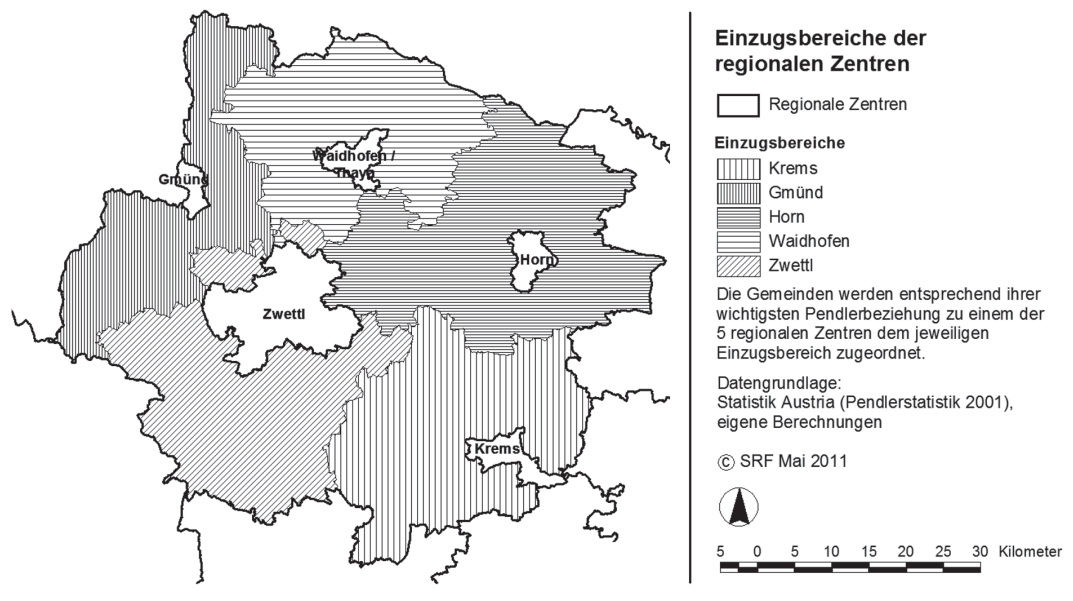 Waidhofen /
Thaya
Gmünd
Horn
Zwettl
Krems
Einzugsbereiche der
regionalen Zentren
Regionale Zentren
Einzugsbereiche
Krems
Gmünd
Horn
Waidhofen
Zwettl
Die Gemeinden werden entsprechend ihrer
wichtigsten Pendlerbeziehung zu einem der
5 regionalen Zentren dem jeweiligen
Einzugsbereich zugeordnet.
Datengrundlage:
Statistik Austria (Pendlerstatistik 2001),
eigene Berechnungen
© SRF Mai 2011
5 0 5 10 15 20 25 30 Kilometer